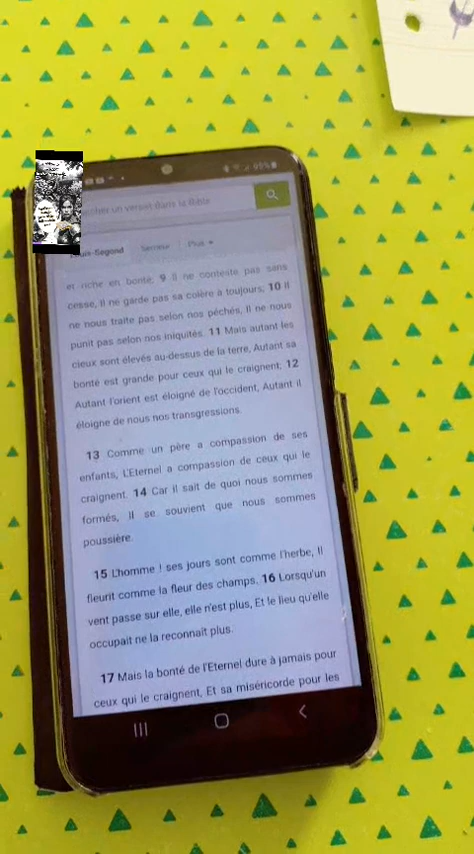 95%
un verset dans la Bible
Segond Semeur Plus
et riche en bonté; 9 Il ne conteste pas sans
cesse, Il ne garde pas sa colère à toujours; 10 Il
ne nous traite pas selon nos péchés, Il ne nous
punit pas selon nos iniquités. 11 Mais autant les
cieux sont élevés au-dessus de la terre, Autant sa
bonté est grande pour ceux qui le craignent; 12
Autant l'orient est éloigné de l'occident, Autant il
éloigne de nous nos transgressions.
13 Comme un père a compassion de ses
enfants, L'Eternel a compassion de ceux qui le
craignent. 14 Car il sait de quoi nous sommes
formés, Il se souvient que nous sommes
poussière.
15 L'homme ! ses jours sont comme l'herbe, Il
fleurit comme la fleur des champs. 16 Lorsqu'un
vent passe sur elle, elle n'est plus, Et le lieu qu'elle
occupait ne la reconnaît plus.
17 Mais la bonté de l'Eternel dure à jamais pour
ceux qui le craignent, Et sa miséricorde pour les